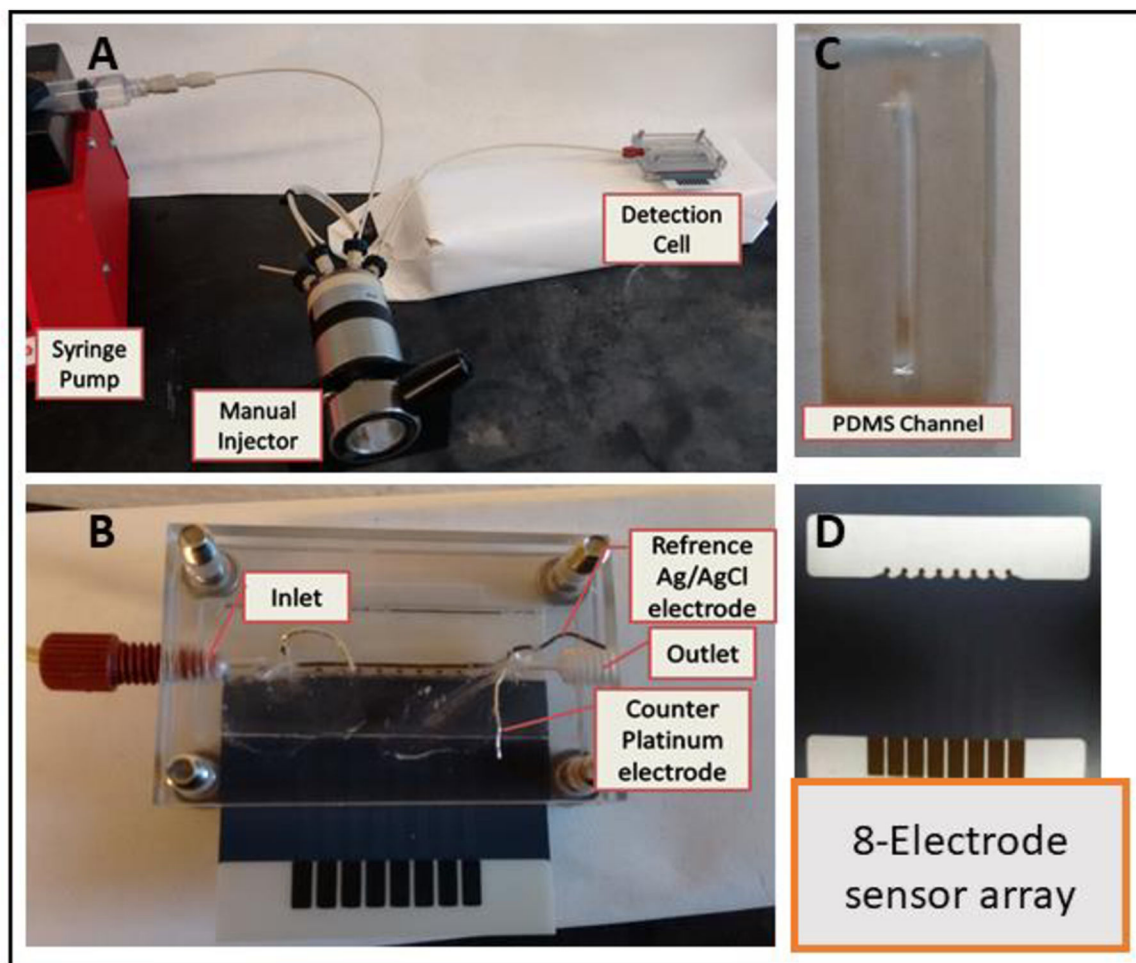 A
Syringe
Pump
Manual
Injector
Detection
Cell
C
PDMS Channel
B
Inlet
Refrence
Ag/AgCl
electrode
Outlet
Counter
Platinum
electrode
D
8-Electrode
sensor array